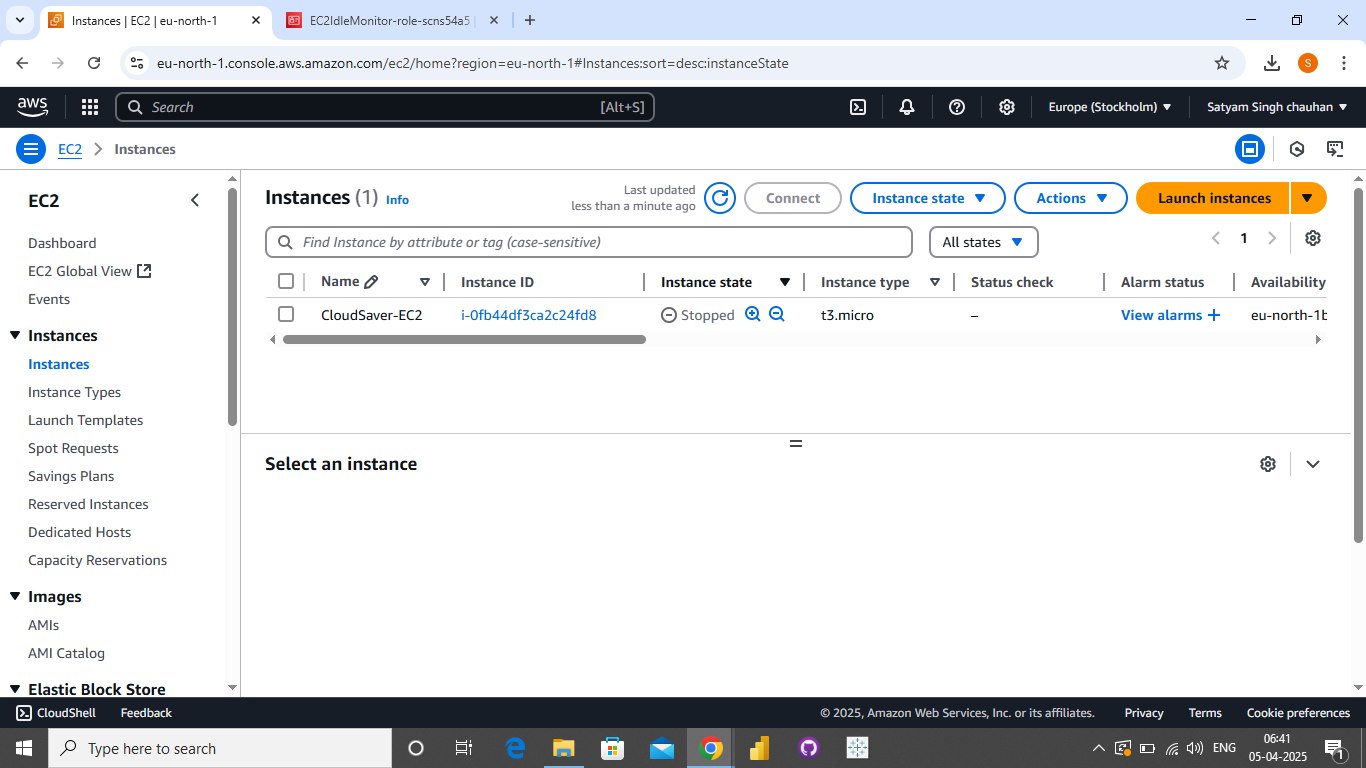 Instances | EC2 | eu-north-1
EC2IdleMonitor-role-scns54a5
eu-north-1.console.aws.amazon.com/ec2/home?region=eu-north-1#Instances:sort=desc:instanceState
S
aws
Search [Alt+S]
Europe (Stockholm)
Satyam Singh chauhan
EC2 Instances
EC2
Dashboard
EC2 Global View
Events
Instances
Instances
Instance Types
Launch Templates
Spot Requests
Savings Plans
Reserved Instances
Dedicated Hosts
Capacity Reservations
Images
AMIs
AMI Catalog
Elastic Block Store
Instances (1) Info
Last updated
less than a minute ago
Connect
Instance state
Actions
Launch instances
Find Instance by attribute or tag (case-sensitive)
All states
1
Name Instance ID Instance state Instance type Status check Alarm status Availability
CloudSaver-EC2 i-0fb44df3ca2c24fd8 Stopped t3.micro – View alarms + eu-north-1b
Select an instance
CloudShell Feedback
© 2025, Amazon Web Services, Inc. or its affiliates. Privacy Terms Cookie preferences
Type here to search
ENG
06:41
05-04-2025
1